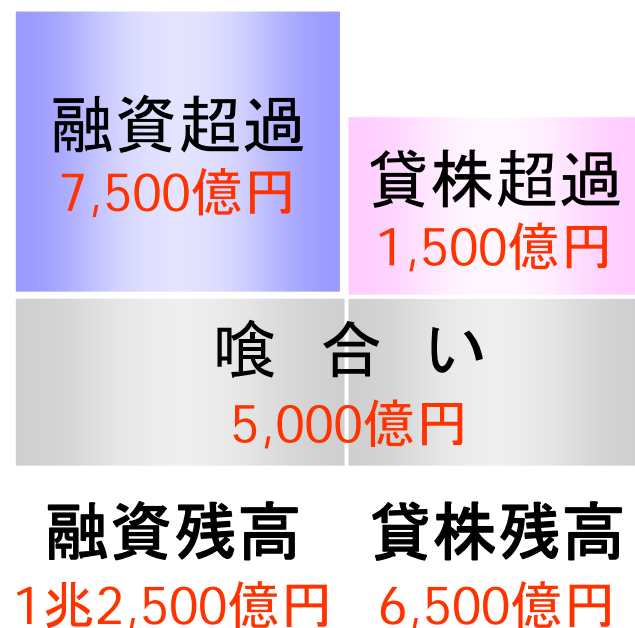 融資超過
7,500億円
貸株超過
1,500億円
喰合い
5,000億円
融資残高
1兆2,500億円
貸株残高
6,500億円